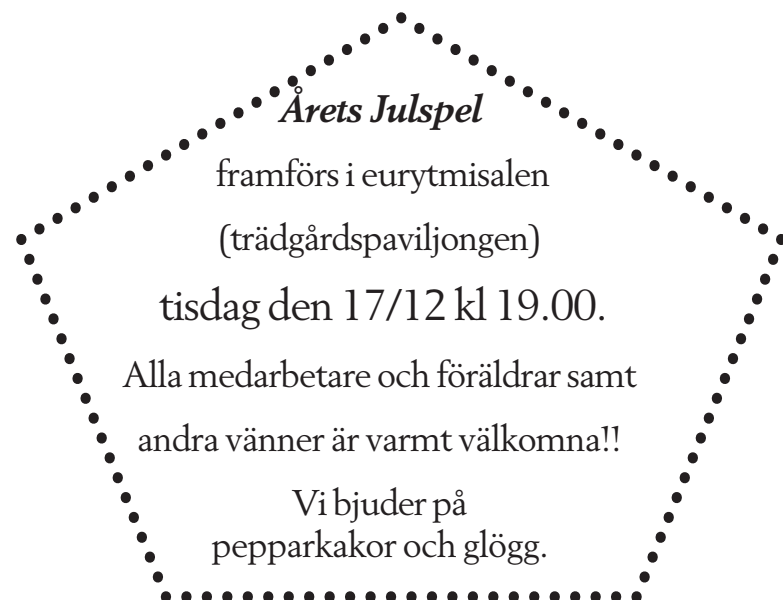 Årets Julspel
framförs i eurytmisalen
(trädgårdspaviljongen)
tisdag den 17/12 kl 19.00.
Alla medarbetare och föräldrar samt
andra vänner är varmt välkomna!!
Vi bjuder på
pepparkakor och glögg.